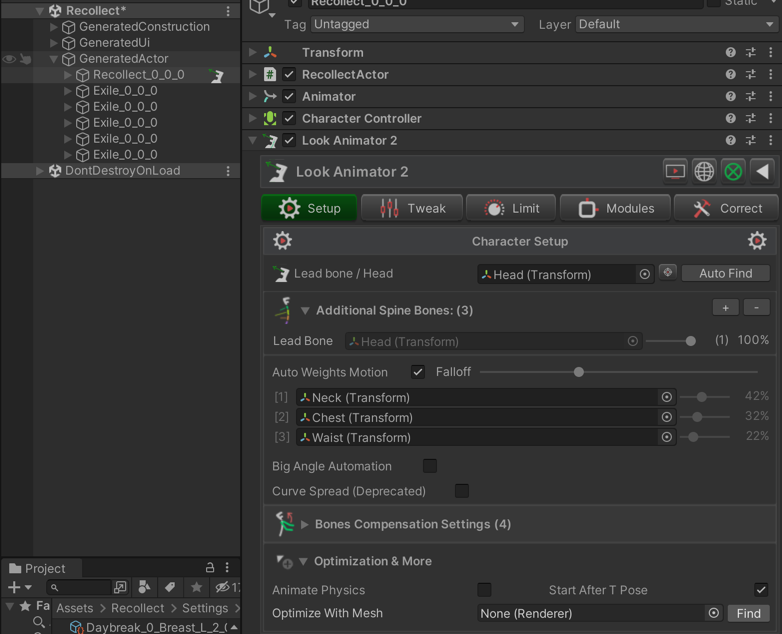 Recollect*
GeneratedConstruction
GeneratedUi
GeneratedActor
Recollect_0_0_0
Exile_0_0_0
Exile_0_0_0
Exile_0_0_0
Exile_0_0_0
Exile_0_0_0
DontDestroyOnLoad
Project
17
Fa
Assets > Recollect > Settings >
Daybreak_0_Breast_L_2_
Recollect_0_0_0
Static
Tag Untagged Layer Default
Transform
RecollectActor
Animator
Character Controller
Look Animator 2
Look Animator 2
Setup Tweak Limit Modules Correct
Character Setup
Lead bone / Head Head (Transform) Auto Find
Additional Spine Bones: (3) + -
Lead Bone Head (Transform) (1) 100%
Auto Weights Motion Falloff
[1] Neck (Transform) 42%
[2] Chest (Transform) 32%
[3] Waist (Transform) 22%
Big Angle Automation
Curve Spread (Deprecated)
Bones Compensation Settings (4)
Optimization & More
Animate Physics Start After T Pose
Optimize With Mesh None (Renderer) Find